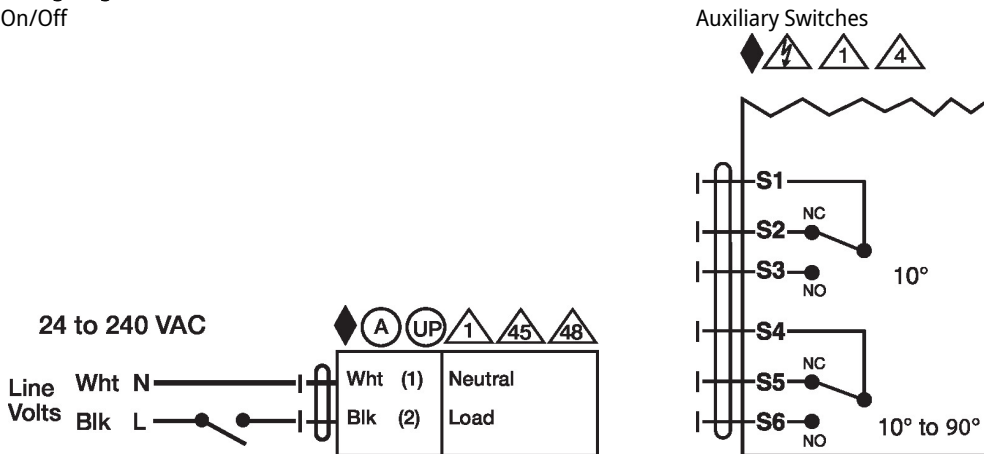 On/Off
24 to 240 VAC
A UP 1 45 48
Line Volts
Wht N
Blk L
Wht (1) Neutral
Blk (2) Load
Auxiliary Switches
1 4
S1
NC
S2
S3
NO
10°
S4
NC
S5
S6
NO
10° to 90°